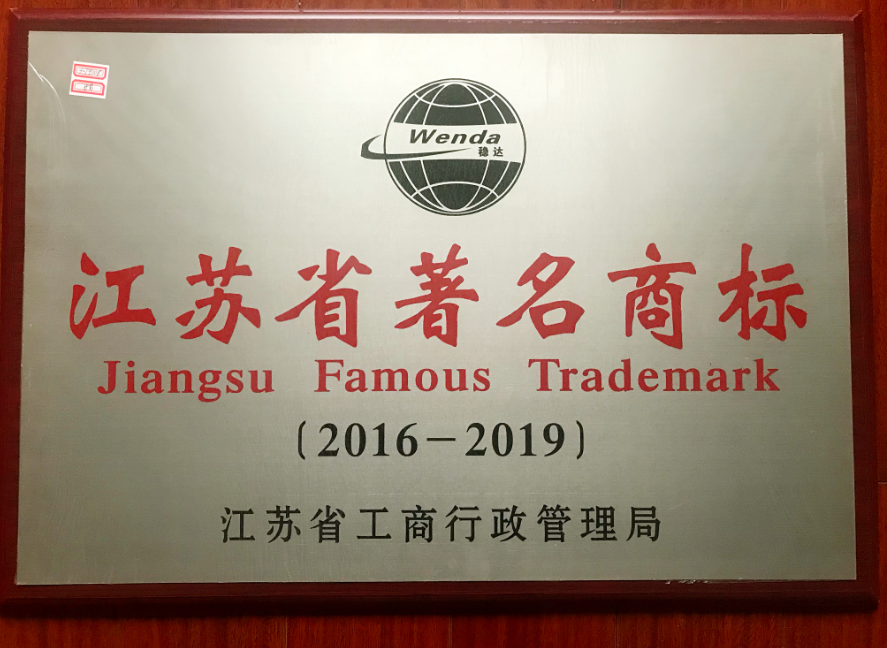 Wenda
稳达
江苏省著名商标
Jiangsu Famous Trademark
（2016－2019）
江苏省工商行政管理局